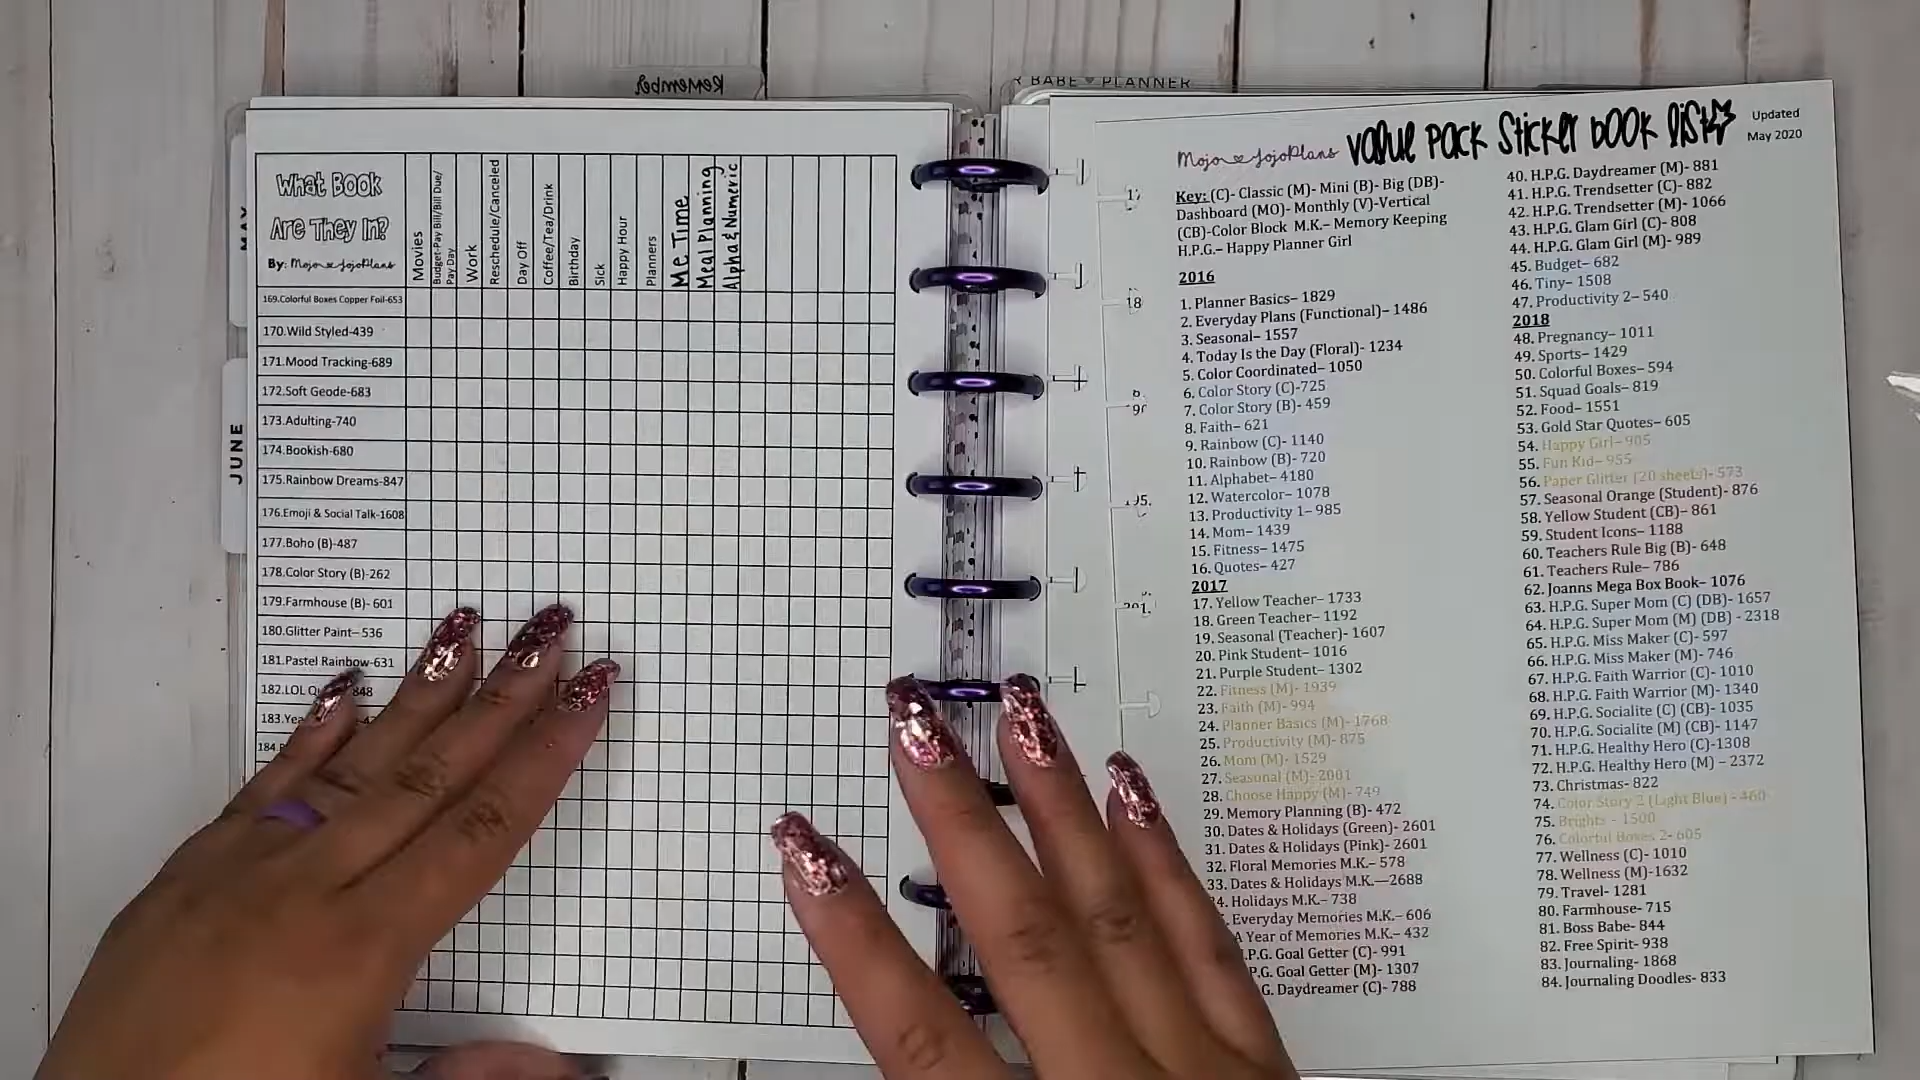 Remember
R BABE PLANNER
MAY
JUNE
What Book
Are They In?
By: MojoJojoPlans
Movies
Budget-Pay Bill/Bill Due/
Pay Day
Work
Reschedule/Canceled
Day Off
Coffee/Tea/Drink
Birthday
Sick
Happy Hour
Planners
Me Time
Meal Planning
Alpha & Numeric
169.Colorful Boxes Copper Foil-653
170.Wild Styled-439
171.Mood Tracking-689
172.Soft Geode-683
173.Adulting-740
174.Bookish-680
175.Rainbow Dreams-847
176.Emoji & Social Talk-1608
177.Boho (B)-487
178.Color Story (B)-262
179.Farmhouse (B)- 601
180.Glitter Paint– 536
181.Pastel Rainbow-631
182.LOL 848
183.
184.
17
18
MojoJojoPlans Value Pack Sticker Book List
Updated
May 2020
Key: (C)- Classic (M)- Mini (B)- Big (DB)-
Dashboard (MO)- Monthly (V)-Vertical
(CB)-Color Block M.K.– Memory Keeping
H.P.G.– Happy Planner Girl
2016
1. Planner Basics– 1829
2. Everyday Plans (Functional)– 1486
3. Seasonal– 1557
4. Today Is the Day (Floral)- 1234
5. Color Coordinated– 1050
6. Color Story (C)-725
7. Color Story (B)- 459
8. Faith– 621
9. Rainbow (C)- 1140
10. Rainbow (B)- 720
11. Alphabet– 4180
12. Watercolor– 1078
13. Productivity 1– 985
14. Mom– 1439
15. Fitness– 1475
16. Quotes– 427
2017
17. Yellow Teacher– 1733
18. Green Teacher– 1192
19. Seasonal (Teacher)- 1607
20. Pink Student– 1016
21. Purple Student– 1302
22. Fitness (M)- 1939
23. Faith (M)- 994
24. Planner Basics (M)- 1768
25. Productivity (M)- 875
26. Mom (M)- 1529
27. Seasonal (M)- 2001
28. Choose Happy (M)- 749
29. Memory Planning (B)- 472
30. Dates & Holidays (Green)- 2601
31. Dates & Holidays (Pink)- 2601
32. Floral Memories M.K.– 578
33. Dates & Holidays M.K.—2688
4. Holidays M.K.– 738
. Everyday Memories M.K.– 606
A Year of Memories M.K.– 432
.P.G. Goal Getter (C)- 991
P.G. Goal Getter (M)- 1307
G. Daydreamer (C)- 788
40. H.P.G. Daydreamer (M)- 881
41. H.P.G. Trendsetter (C)- 882
42. H.P.G. Trendsetter (M)- 1066
43. H.P.G. Glam Girl (C)- 808
44. H.P.G. Glam Girl (M)- 989
45. Budget– 682
46. Tiny– 1508
47. Productivity 2– 540
2018
48. Pregnancy– 1011
49. Sports– 1429
50. Colorful Boxes– 594
51. Squad Goals– 819
52. Food– 1551
53. Gold Star Quotes– 605
54. Happy Girl– 905
55. Fun Kid– 955
56. Paper Glitter (20 sheets)- 573
57. Seasonal Orange (Student)- 876
58. Yellow Student (CB)- 861
59. Student Icons– 1188
60. Teachers Rule Big (B)- 648
61. Teachers Rule– 786
62. Joanns Mega Box Book– 1076
63. H.P.G. Super Mom (C) (DB)- 1657
64. H.P.G. Super Mom (M) (DB) - 2318
65. H.P.G. Miss Maker (C)- 597
66. H.P.G. Miss Maker (M)- 746
67. H.P.G. Faith Warrior (C)- 1010
68. H.P.G. Faith Warrior (M)- 1340
69. H.P.G. Socialite (C) (CB)- 1035
70. H.P.G. Socialite (M) (CB)- 1147
71. H.P.G. Healthy Hero (C)-1308
72. H.P.G. Healthy Hero (M) – 2372
73. Christmas– 822
74. Color Story 2 (Light Blue) - 460
75. Brights - 1500
76. Colorful Boxes 2- 605
77. Wellness (C)- 1010
78. Wellness (M)-1632
79. Travel- 1281
80. Farmhouse- 715
81. Boss Babe- 844
82. Free Spirit- 938
83. Journaling- 1868
84. Journaling Doodles- 833